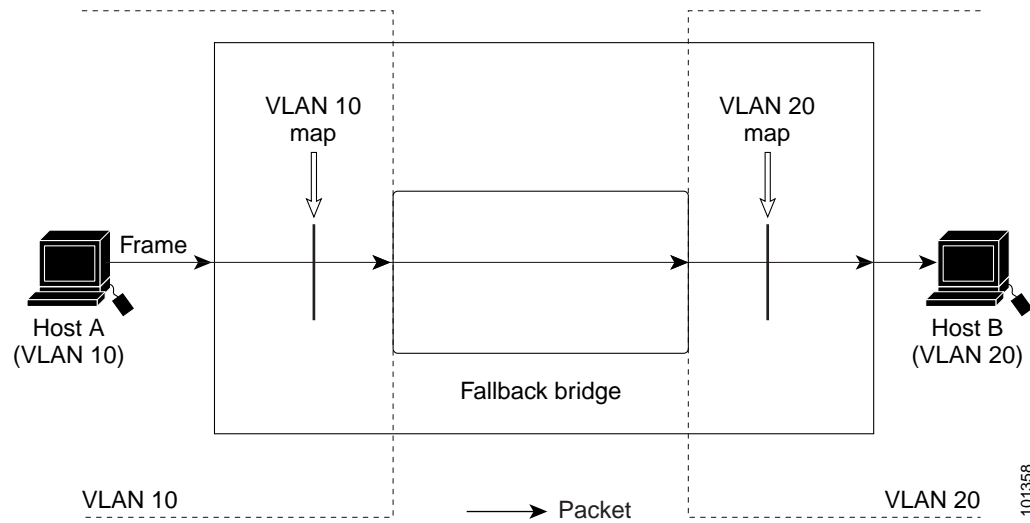 VLAN 10
map
VLAN 20
map
Frame
Host A
(VLAN 10)
Host B
(VLAN 20)
Fallback bridge
VLAN 10
Packet
VLAN 20
101358